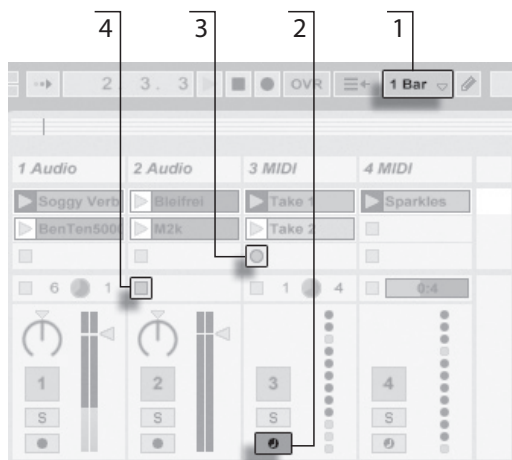 4 3 2 1
2. 3. 3 OVR 1 Bar
1 Audio 2 Audio 3 MIDI 4 MIDI
Soggy Verb Bleifrei Take 1 Sparkles
BenTen5000 M2k Take 2
6 1 1 4 0:4
1 2 3 4
S S S S